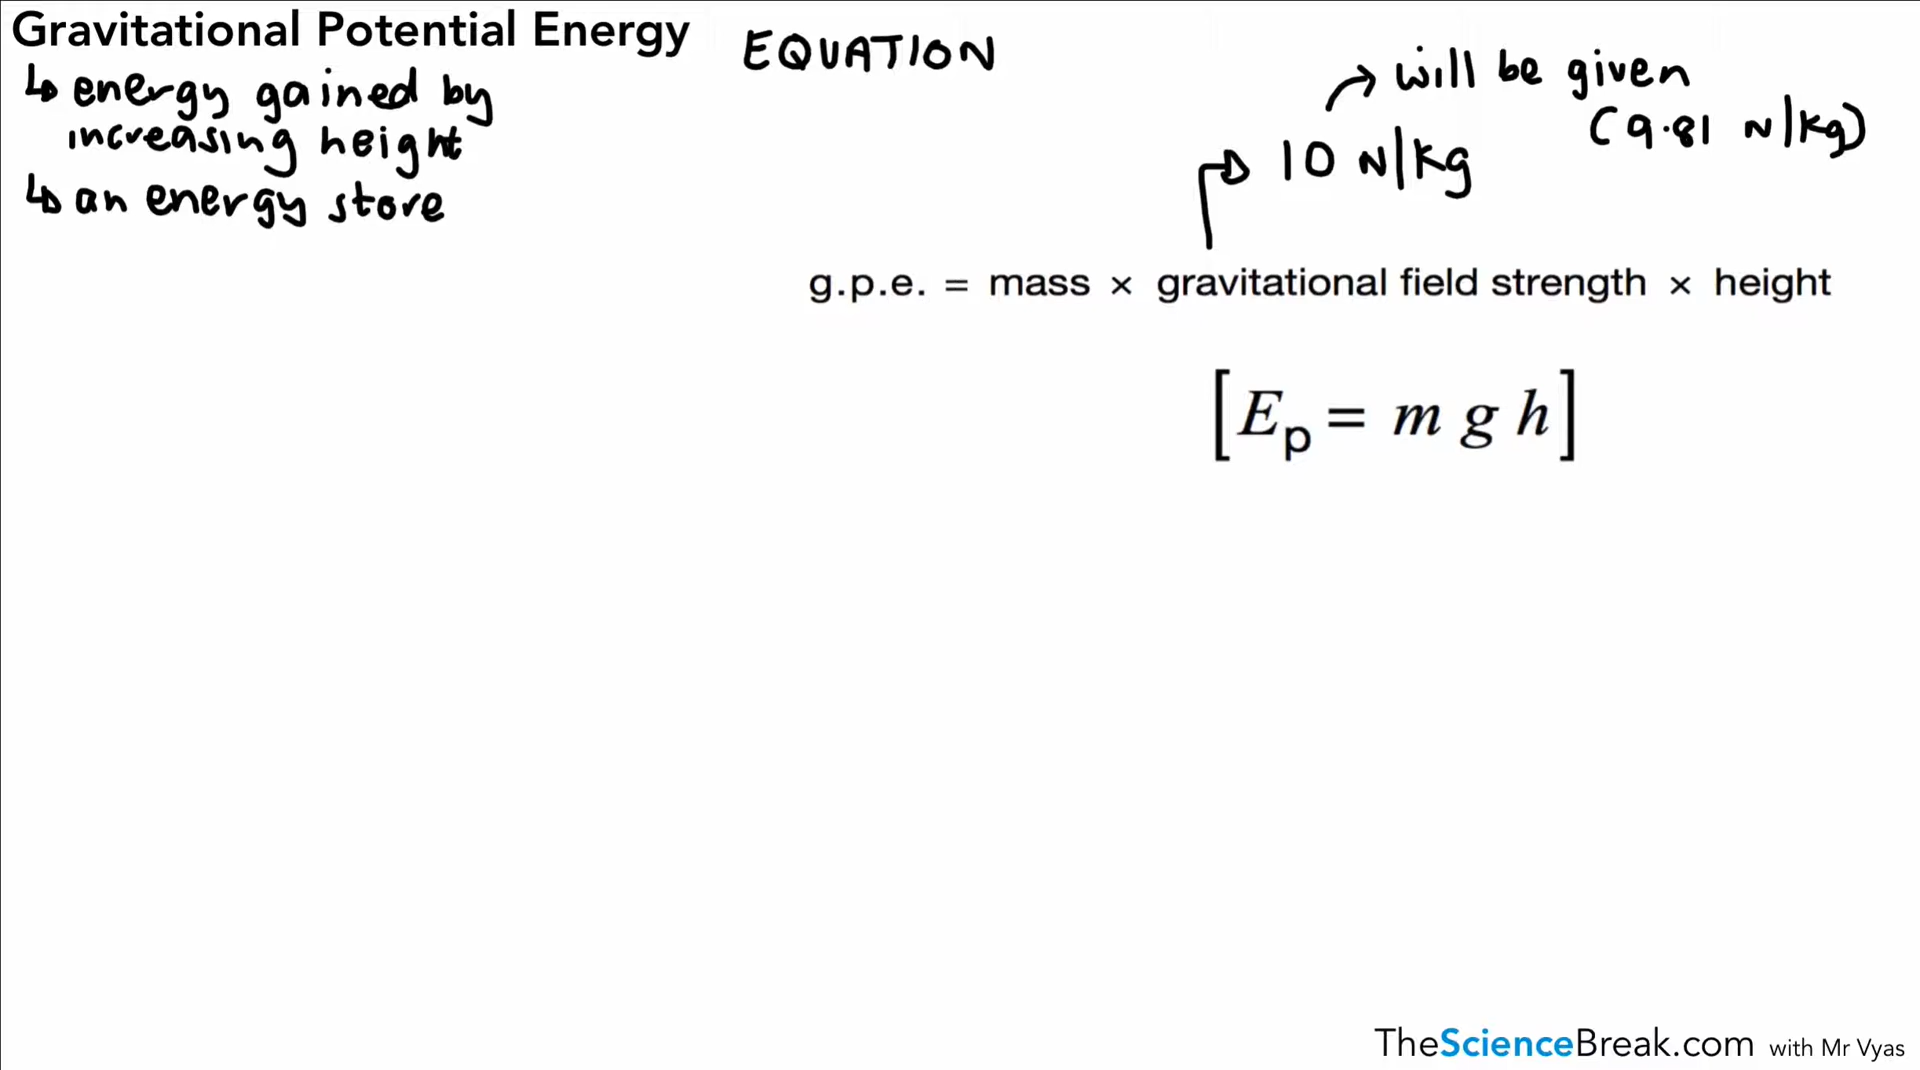 Gravitational Potential Energy
↳ energy gained by
increasing height
↳ an energy store
EQUATION
→ will be given
(9.81 N/kg)
→ 10 N/kg
g.p.e. = mass × gravitational field strength × height
[E_p = m g h]
TheScienceBreak.com with Mr Vyas